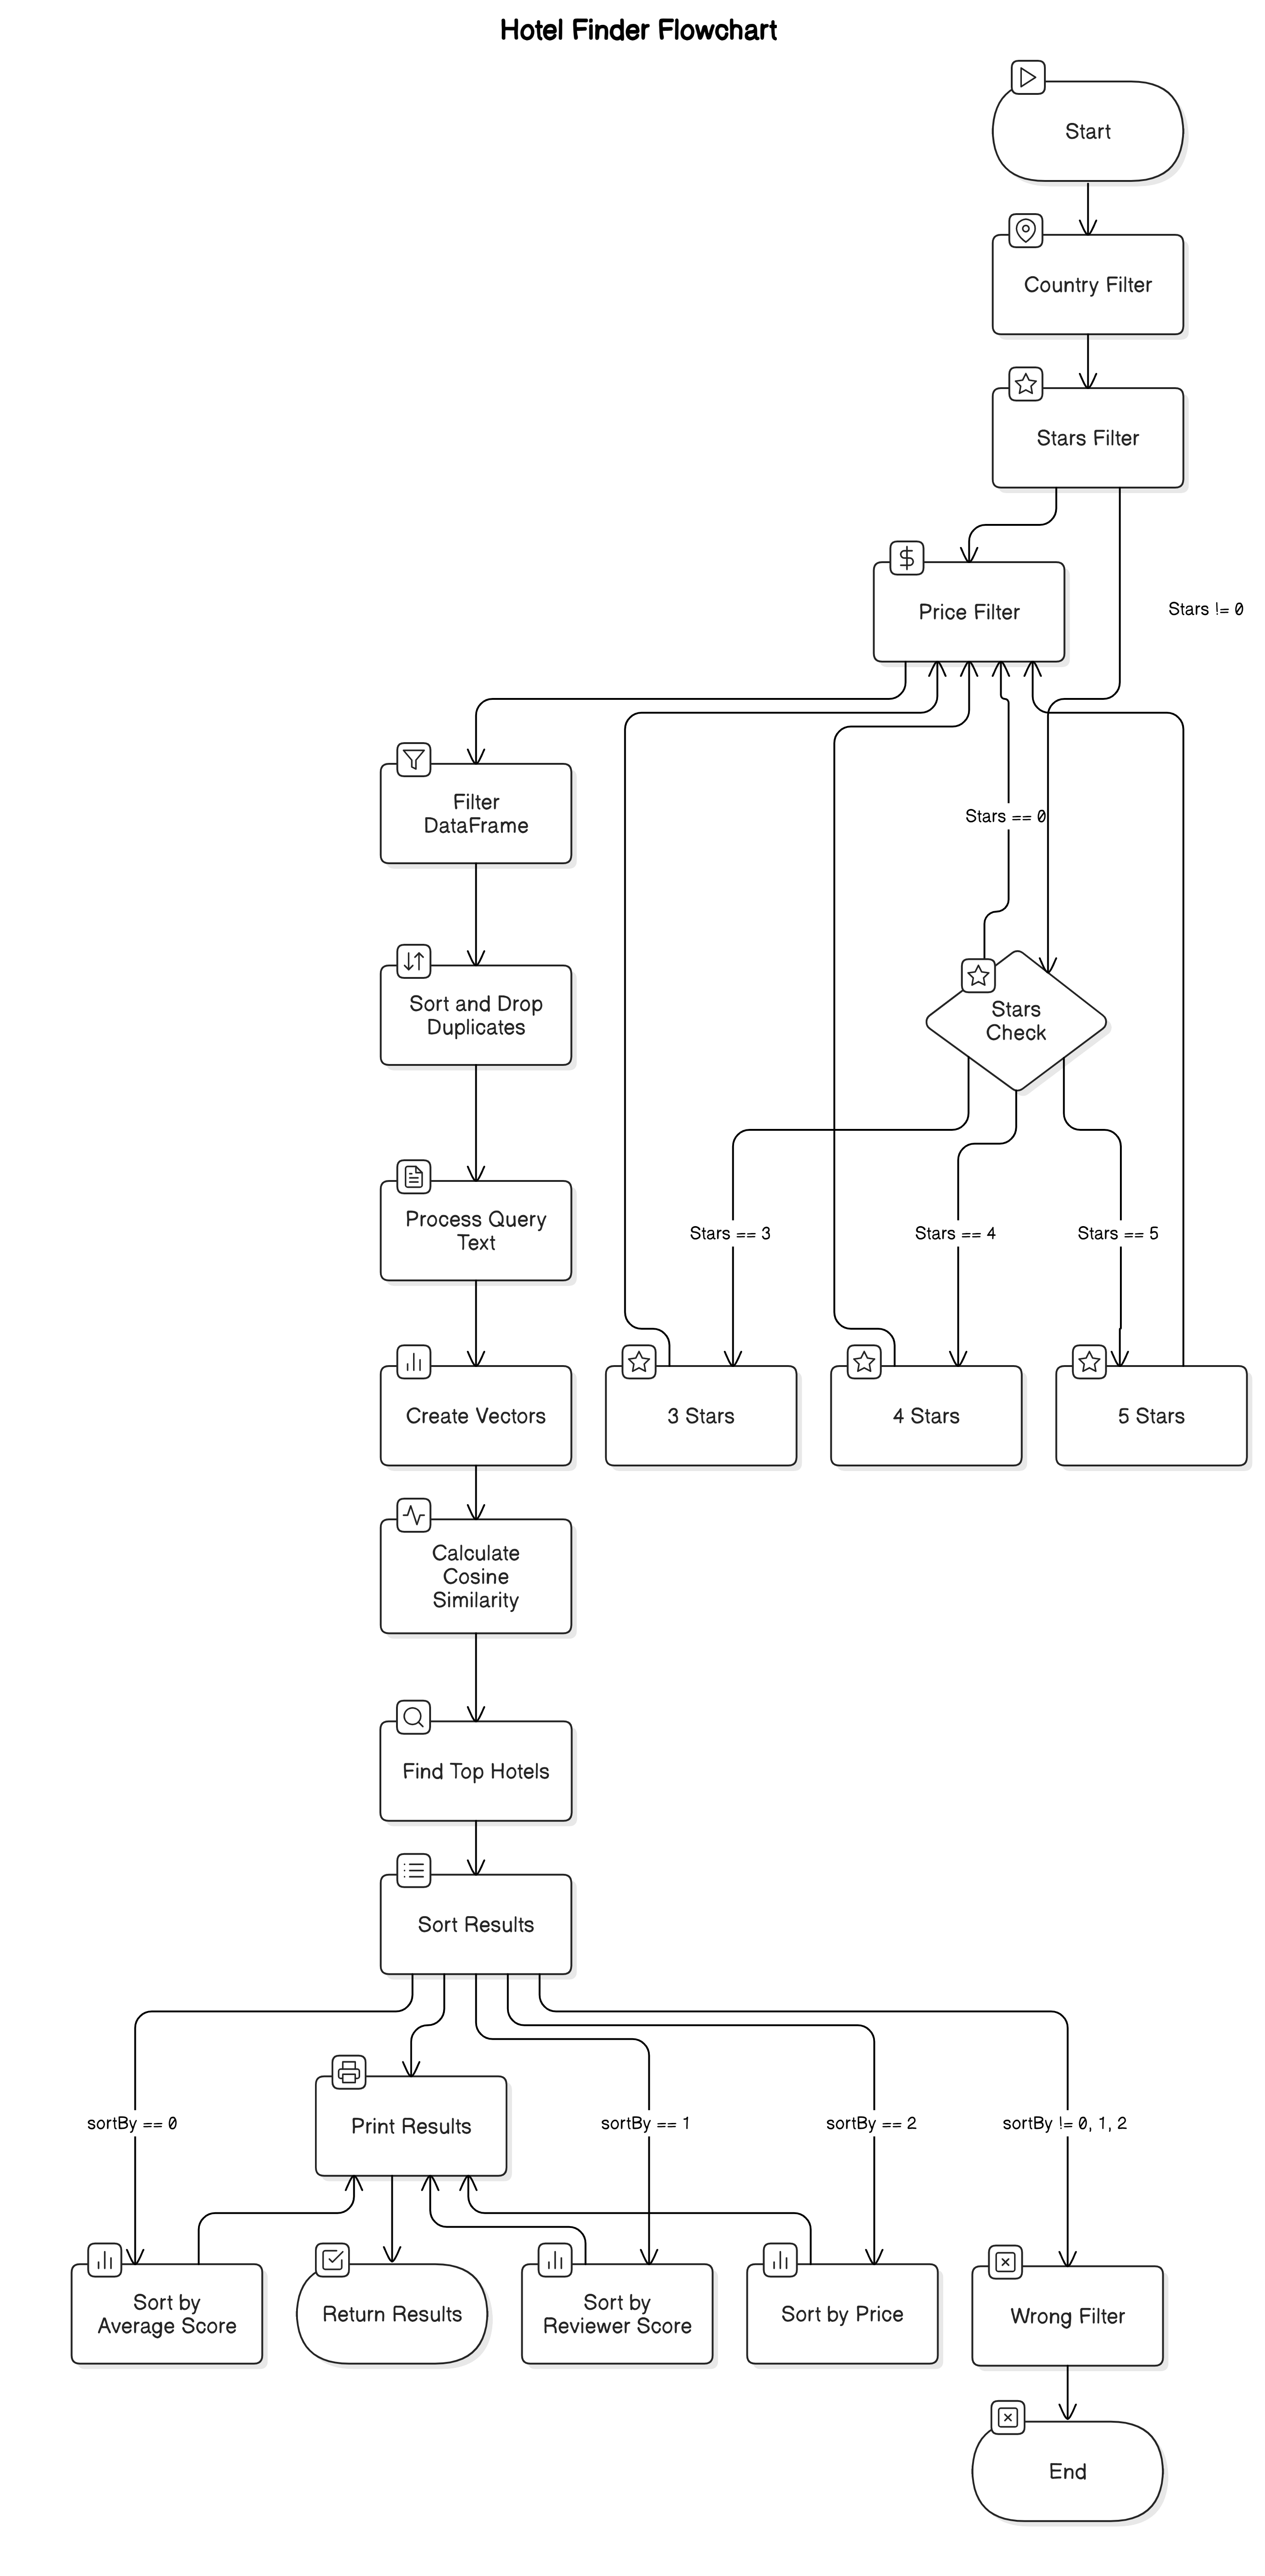 Hotel Finder Flowchart
Start
Country Filter
Stars Filter
Price Filter
Stars != 0
Filter
DataFrame
Stars == 0
Sort and Drop
Duplicates
Stars
Check
Process Query
Text
Stars == 3
Stars == 4
Stars == 5
Create Vectors
3 Stars
4 Stars
5 Stars
Calculate
Cosine
Similarity
Find Top Hotels
Sort Results
sortBy == 0
Print Results
sortBy == 1
sortBy == 2
sortBy != 0, 1, 2
Sort by
Average Score
Return Results
Sort by
Reviewer Score
Sort by Price
Wrong Filter
End